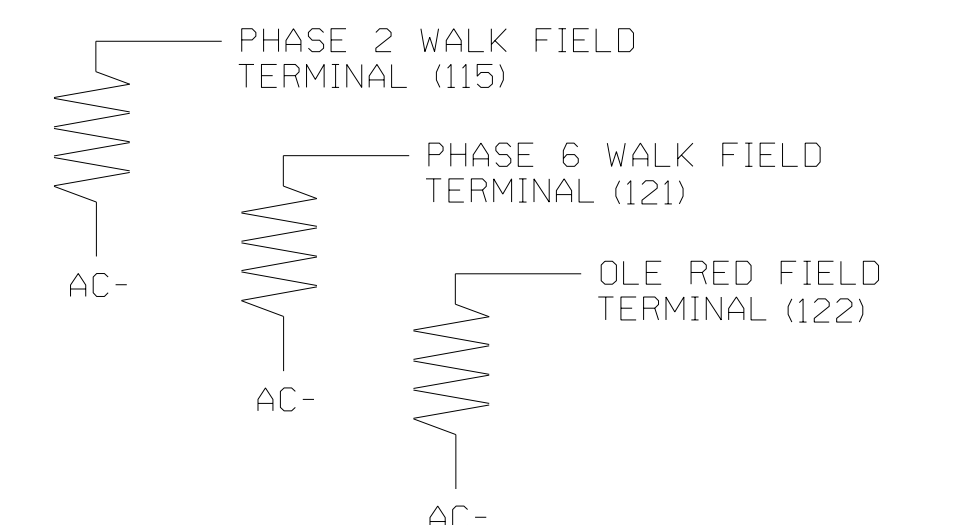 PHASE 2 WALK FIELD
TERMINAL (115)
AC-
PHASE 6 WALK FIELD
TERMINAL (121)
AC-
OLE RED FIELD
TERMINAL (122)
AC-